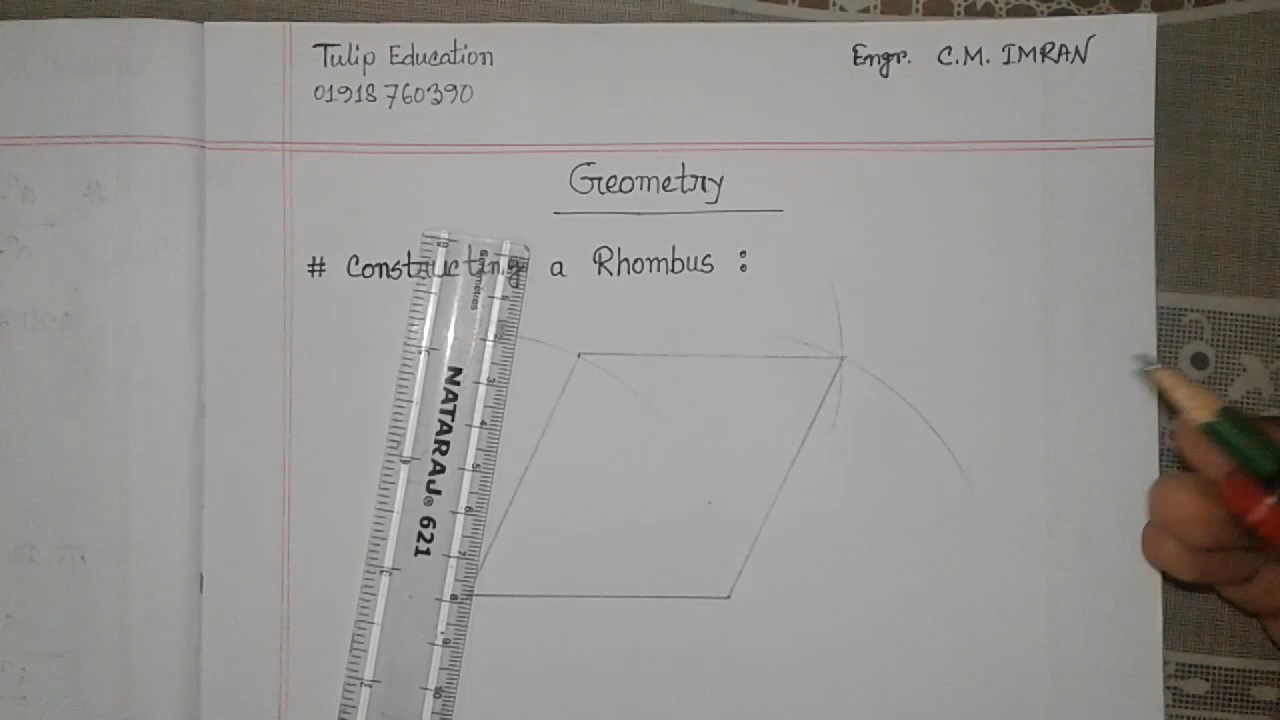 Tulip Education
01918 760390
Engr. C.M. IMRAN
Geometry
# Constructing a Rhombus :
NATARAJ® 621